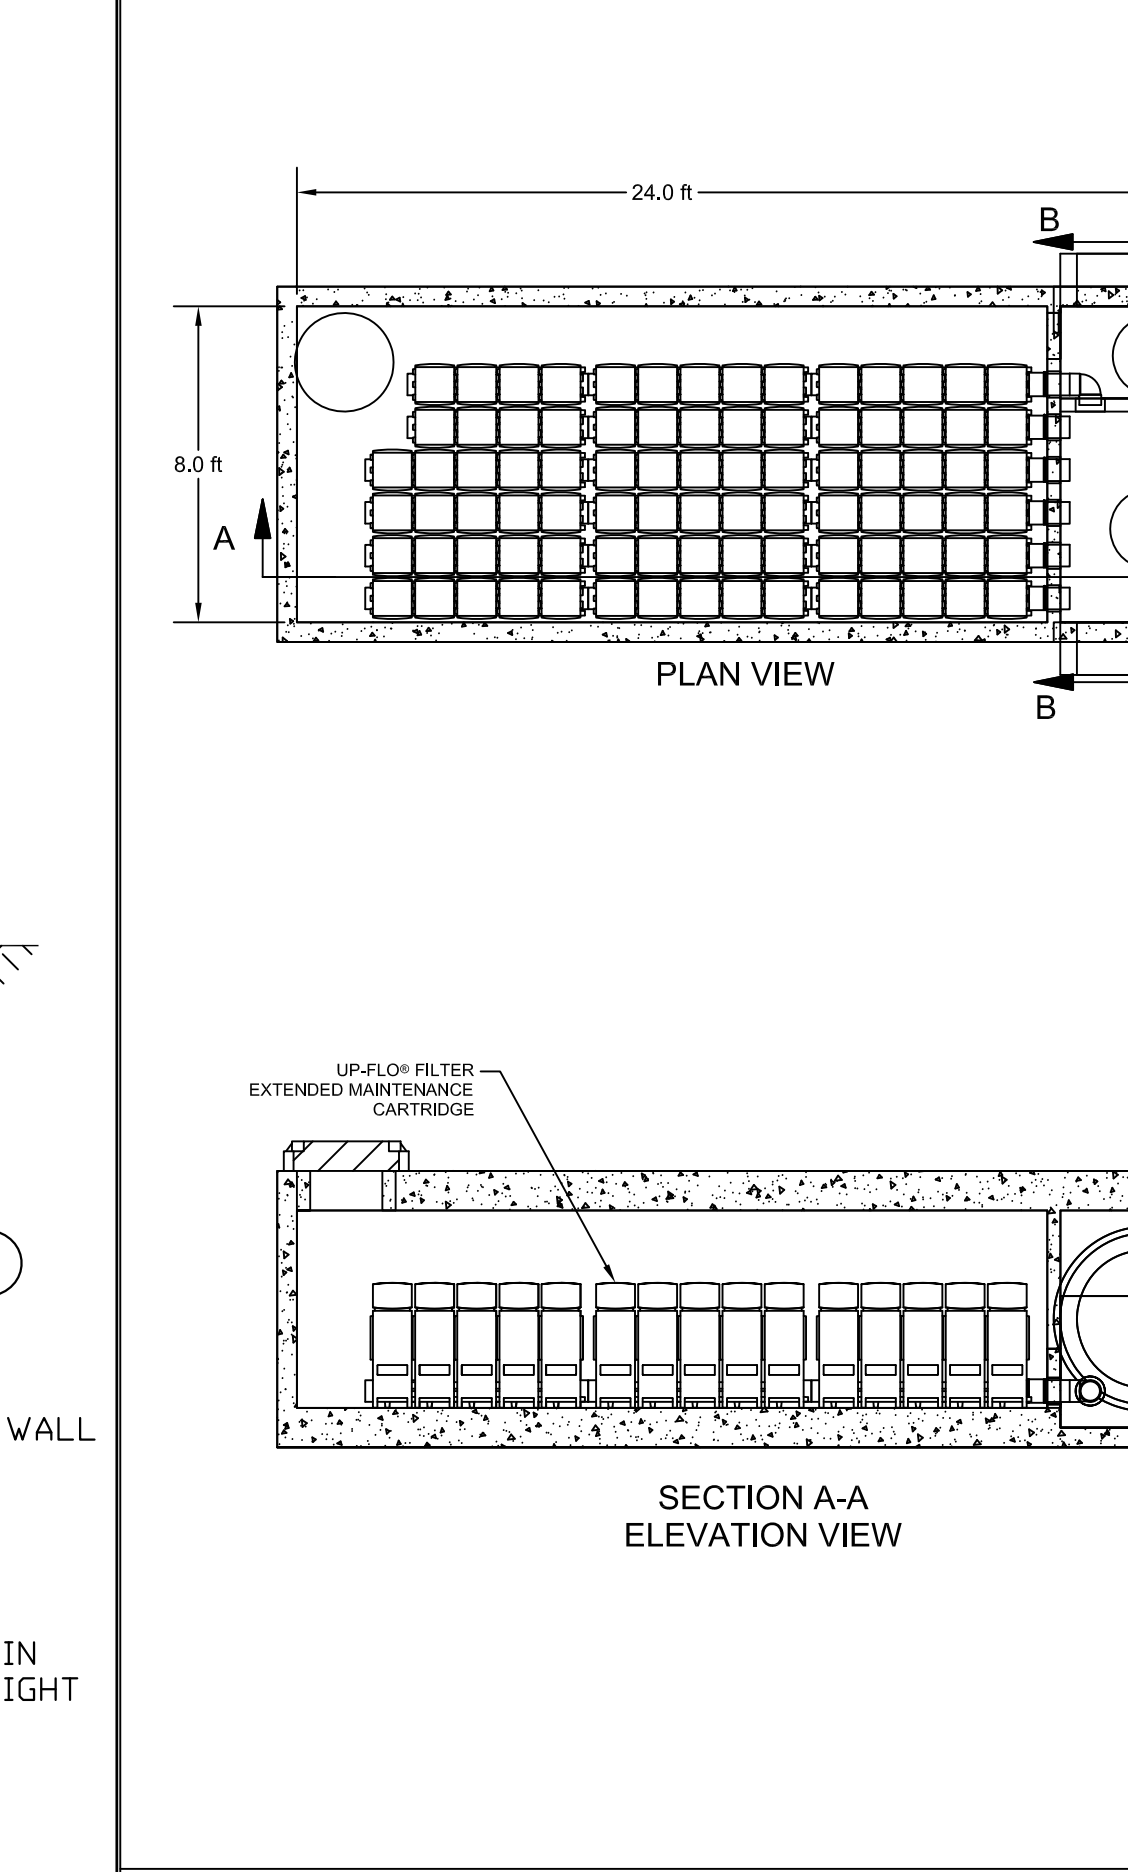 24.0 ft
B
8.0 ft
A
PLAN VIEW
B
UP-FLO® FILTER
EXTENDED MAINTENANCE
CARTRIDGE
WALL
SECTION A-A
ELEVATION VIEW
IN
IGHT